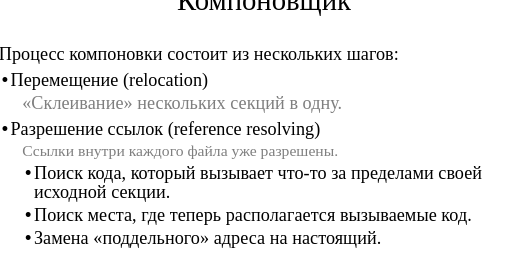 Компоновщик
Процесс компоновки состоит из нескольких шагов:
•Перемещение (relocation)
«Склеивание» нескольких секций в одну.
•Разрешение ссылок (reference resolving)
Ссылки внутри каждого файла уже разрешены.
•Поиск кода, который вызывает что-то за пределами своей
исходной секции.
•Поиск места, где теперь располагается вызываемые код.
•Замена «поддельного» адреса на настоящий.